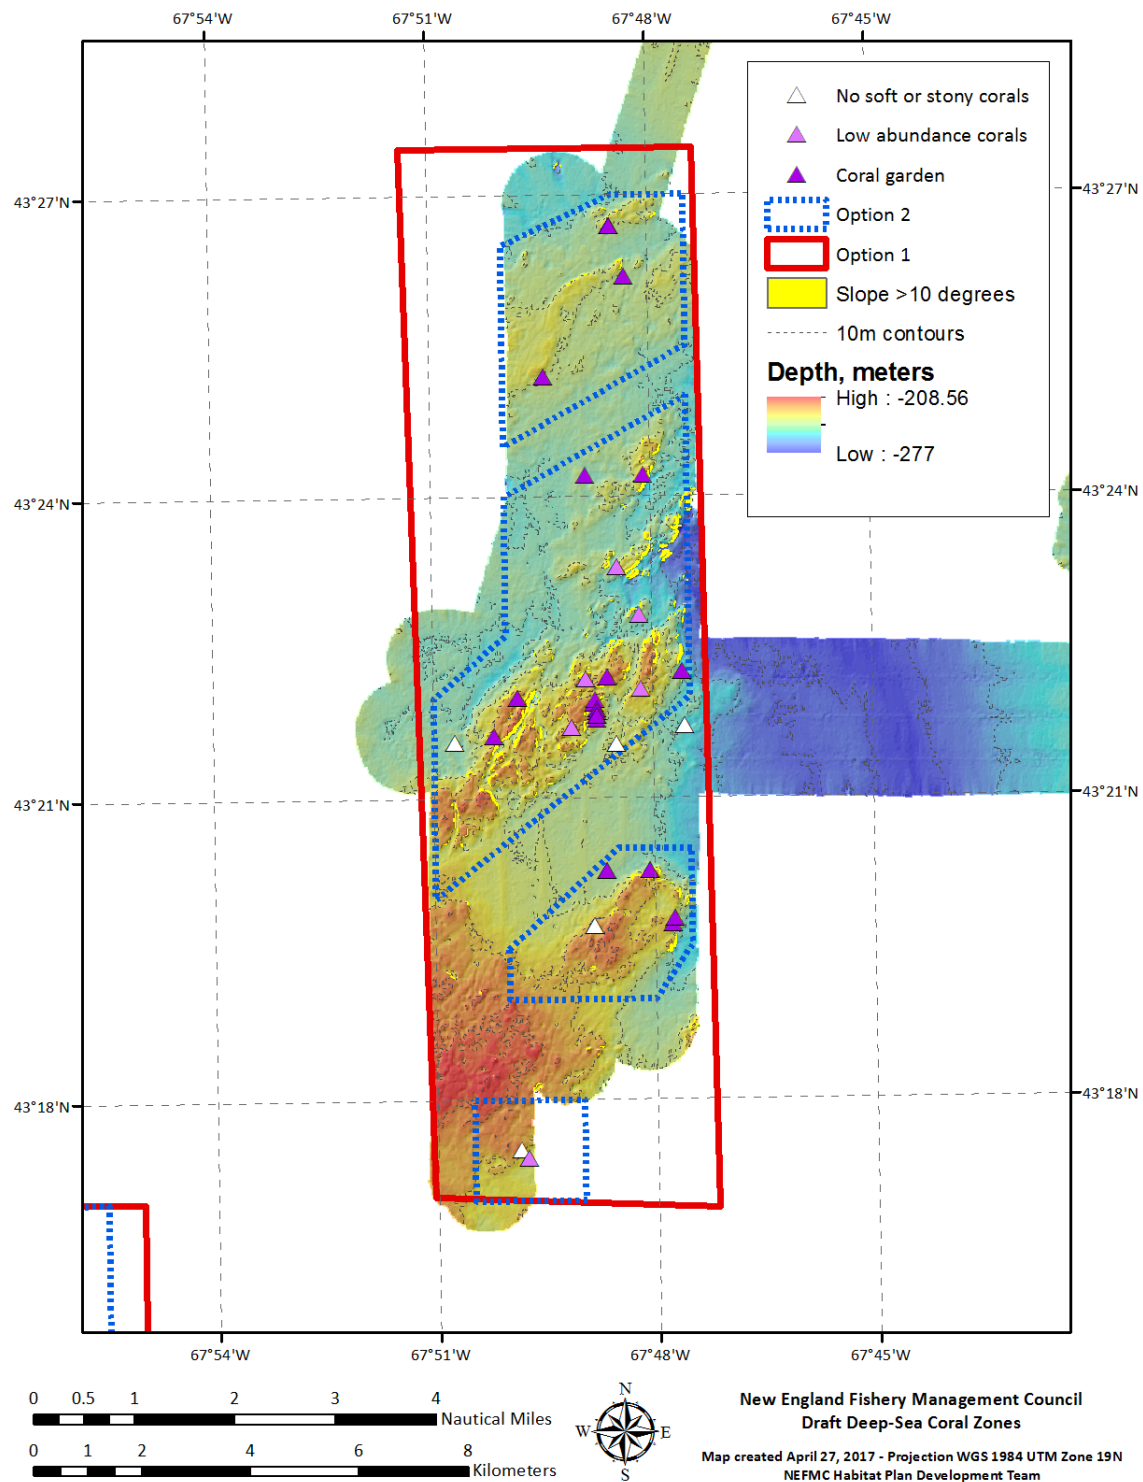 67°54'W 67°51'W 67°48'W 67°45'W
No soft or stony corals
Low abundance corals
Coral garden
Option 2
Option 1
Slope >10 degrees
10m contours
Depth, meters
High : -208.56
Low : -277
43°27'N 43°27'N
43°24'N 43°24'N
43°21'N 43°21'N
43°18'N 43°18'N
67°54'W 67°51'W 67°48'W 67°45'W
0 0.5 1 2 3 4
Nautical Miles
0 1 2 4 6 8
Kilometers
N
W E
S
New England Fishery Management Council
Draft Deep-Sea Coral Zones
Map created April 27, 2017 - Projection WGS 1984 UTM Zone 19N
NEFMC Habitat Plan Development Team